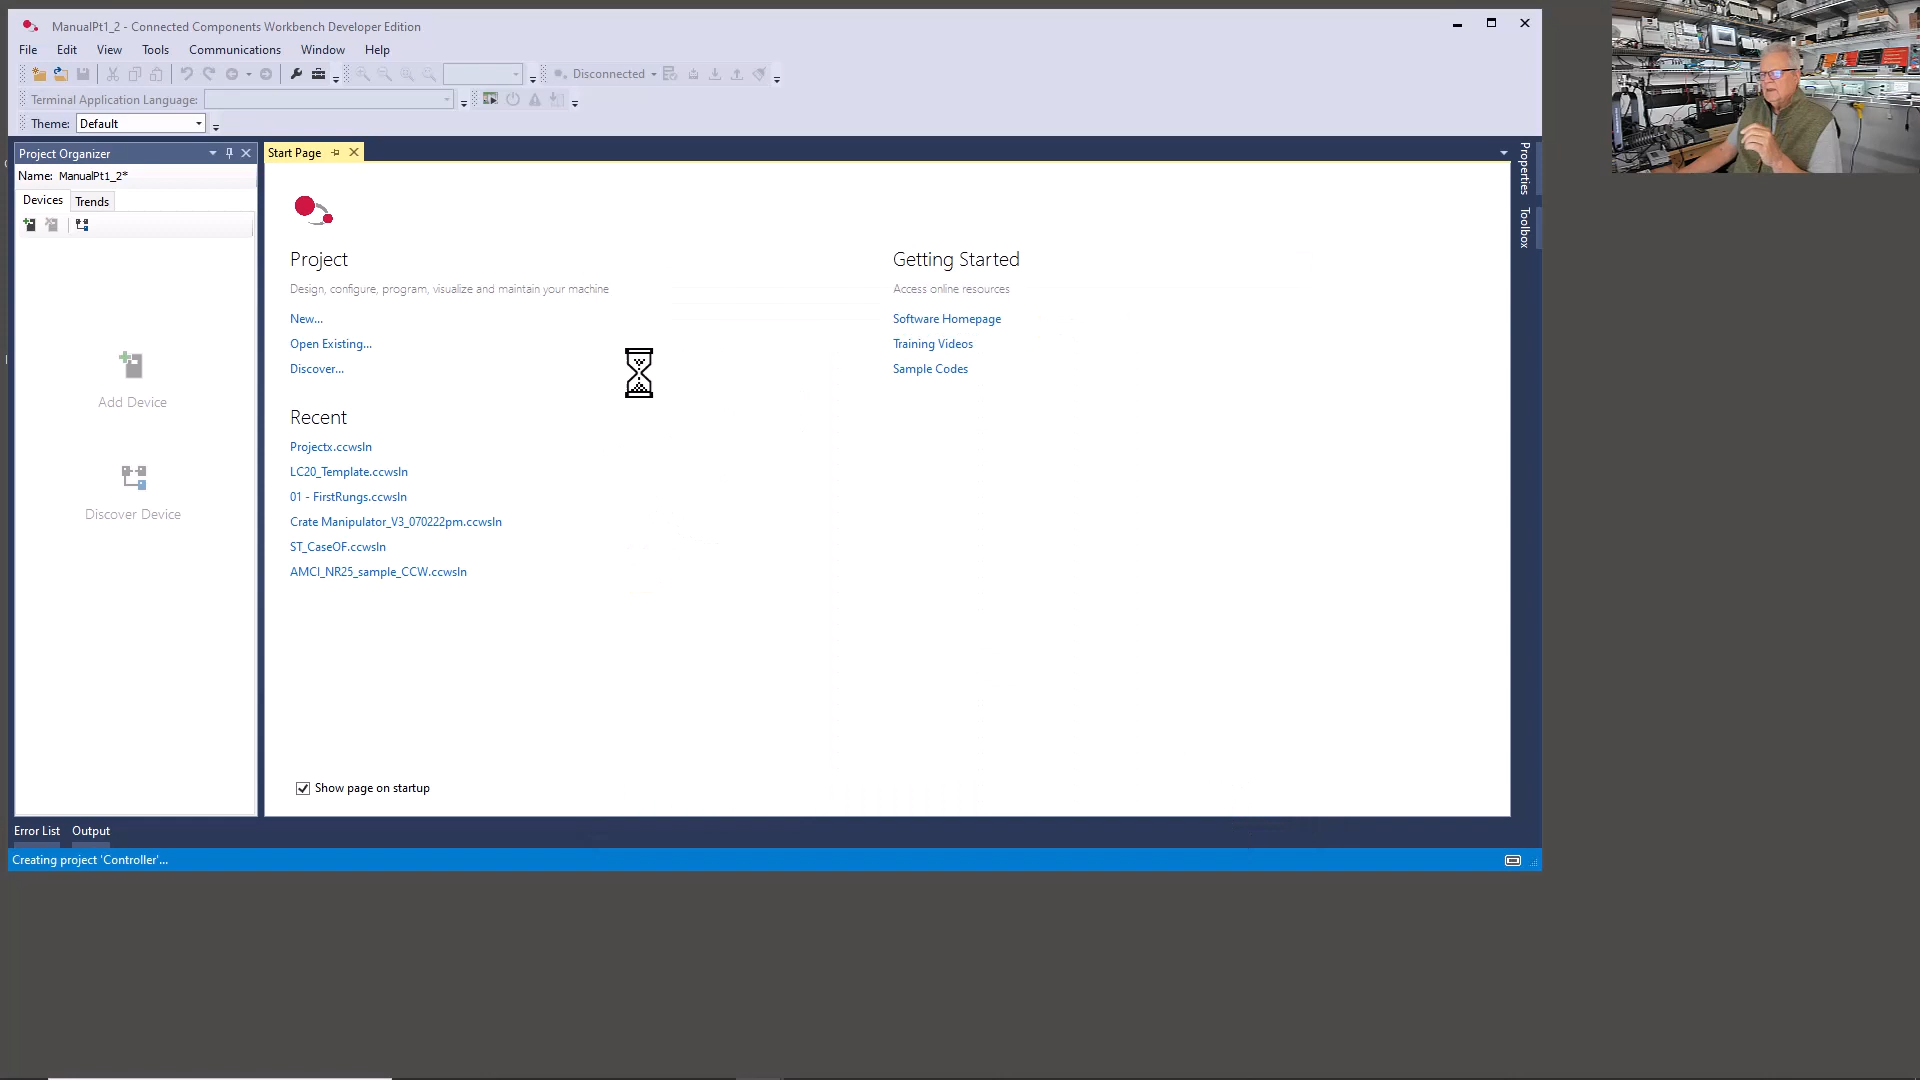 ManualPt1_2 - Connected Components Workbench Developer Edition
File Edit View Tools Communications Window Help
Disconnected
Terminal Application Language:
Theme: Default
Project Organizer
Name: ManualPt1_2*
Devices Trends
Add Device
Discover Device
Start Page
Project
Design, configure, program, visualize and maintain your machine
New...
Open Existing...
Discover...
Recent
Projectx.ccwsln
LC20_Template.ccwsln
01 - FirstRungs.ccwsln
Crate Manipulator_V3_070222pm.ccwsln
ST_CaseOF.ccwsln
AMCI_NR25_sample_CCW.ccwsln
Getting Started
Access online resources
Software Homepage
Training Videos
Sample Codes
Show page on startup
Properties
Toolbox
Error List Output
Creating project 'Controller'...